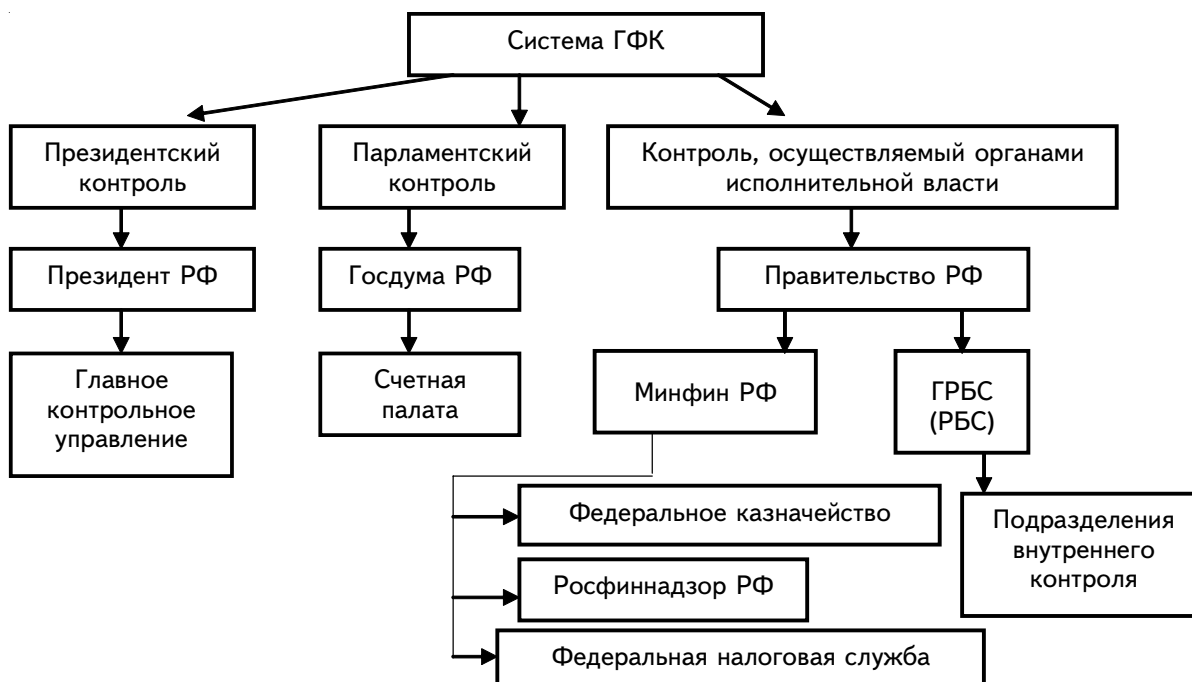 Система ГФК
Президентский
контроль
Парламентский
контроль
Контроль, осуществляемый органами
исполнительной власти
Президент РФ
Госдума РФ
Правительство РФ
Главное
контрольное
управление
Счетная
палата
Минфин РФ
ГРБС
(РБС)
Федеральное казначейство
Росфиннадзор РФ
Федеральная налоговая служба
Подразделения
внутреннего
контроля